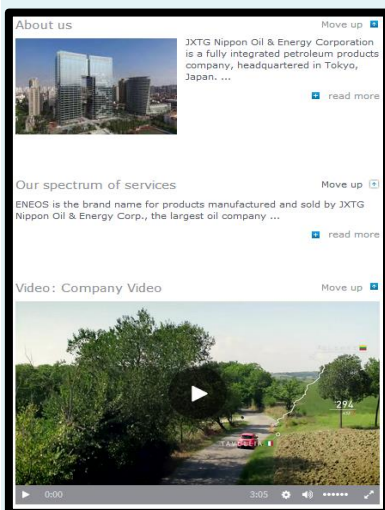 About us
Move up
JXTG Nippon Oil & Energy Corporation
is a fully integrated petroleum products
company, headquartered in Tokyo,
Japan. ...
read more
Our spectrum of services
Move up
ENEOS is the brand name for products manufactured and sold by JXTG
Nippon Oil & Energy Corp., the largest oil company ...
read more
Video: Company Video
Move up
294
TAVULLIA
0:00
3:05